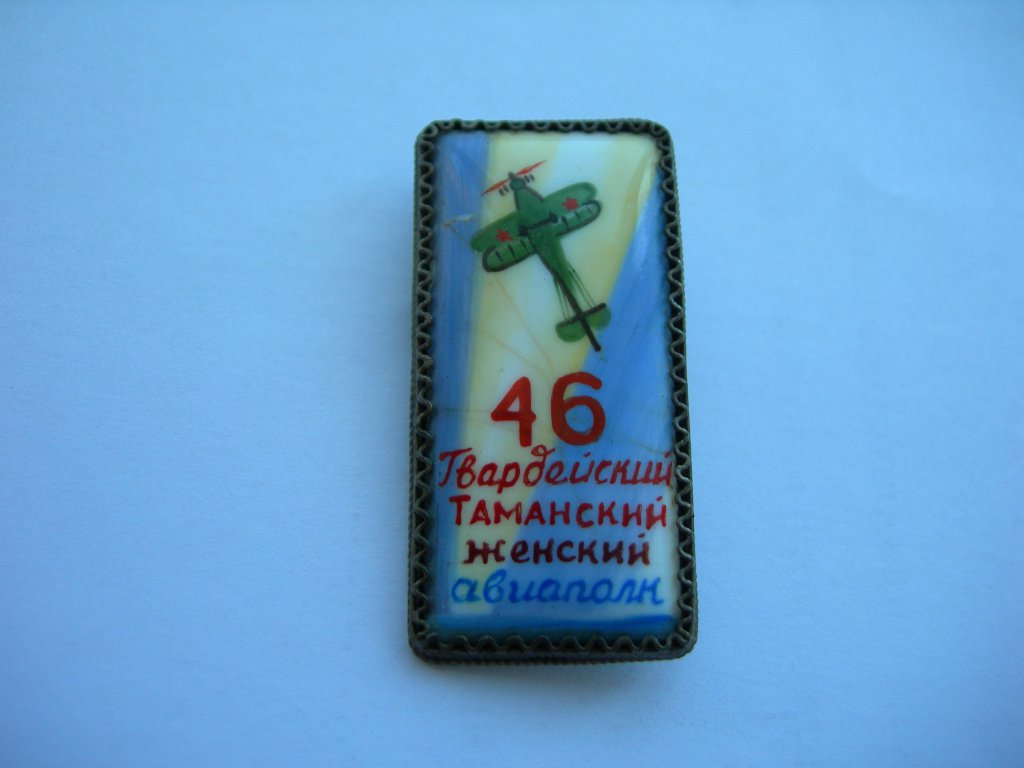 46
Гвардейский
ТАМАНСКИЙ
женский
авиаполк